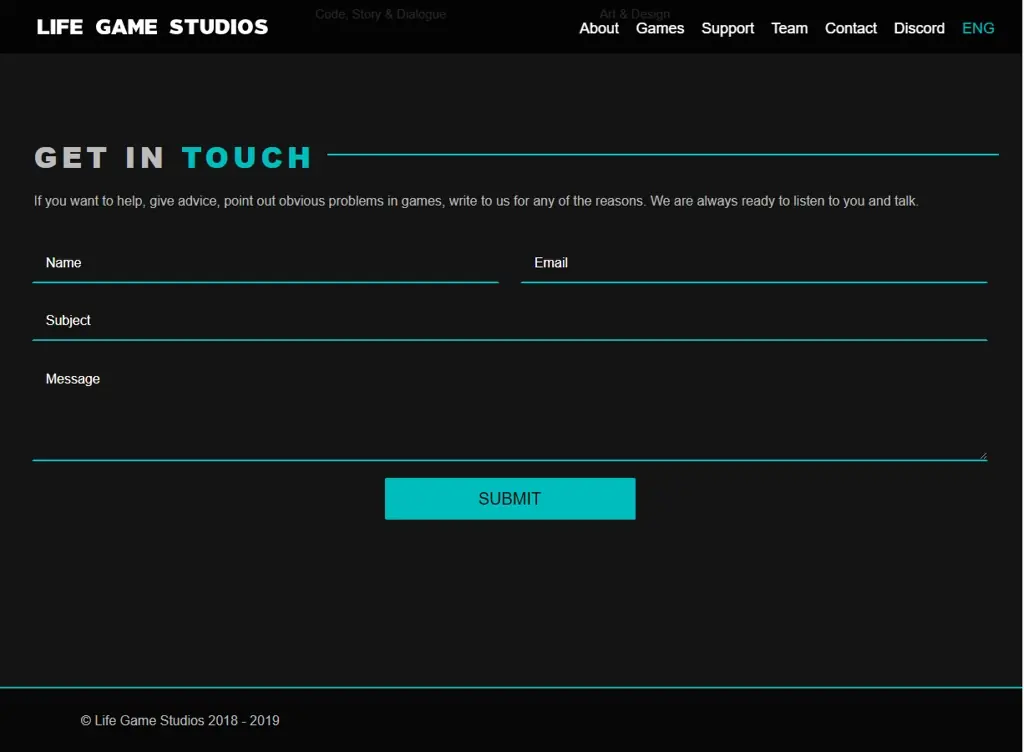 Code, Story & Dialogue Art & Design
LIFE GAME STUDIOS About Games Support Team Contact Discord ENG
GET IN TOUCH
If you want to help, give advice, point out obvious problems in games, write to us for any of the reasons. We are always ready to listen to you and talk.
Name Email
Subject
Message
SUBMIT
© Life Game Studios 2018 - 2019